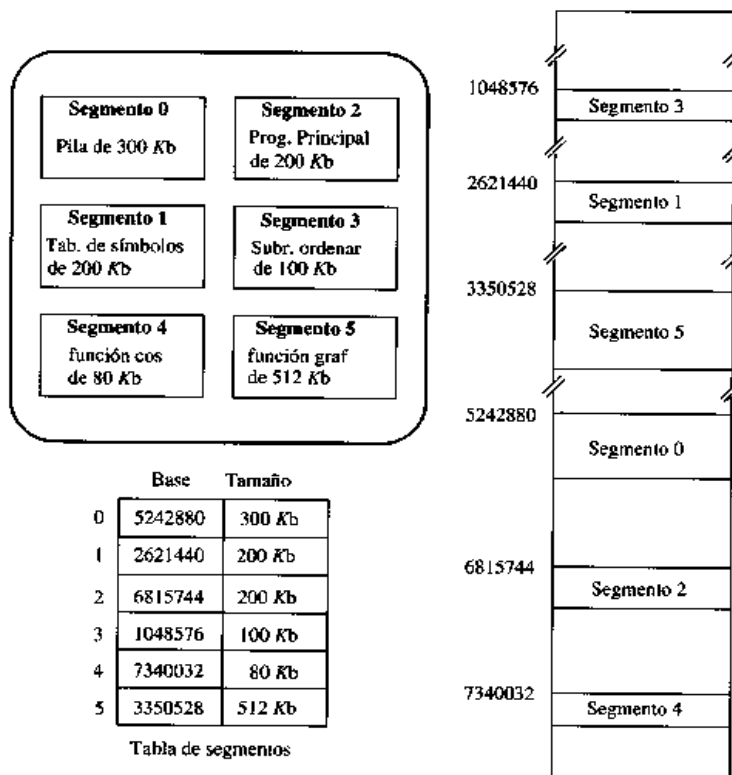 Segmento 0
Pila de 300 Kb
Segmento 2
Prog. Principal
de 200 Kb
Segmento 1
Tab. de símbolos
de 200 Kb
Segmento 3
Subr. ordenar
de 100 Kb
Segmento 4
función cos
de 80 Kb
Segmento 5
función graf
de 512 Kb
Base Tamaño
0 5242880 300 Kb
1 2621440 200 Kb
2 6815744 200 Kb
3 1048576 100 Kb
4 7340032 80 Kb
5 3350528 512 Kb
Tabla de segmentos
1048576
Segmento 3
2621440
Segmento 1
3350528
Segmento 5
5242880
Segmento 0
6815744
Segmento 2
7340032
Segmento 4